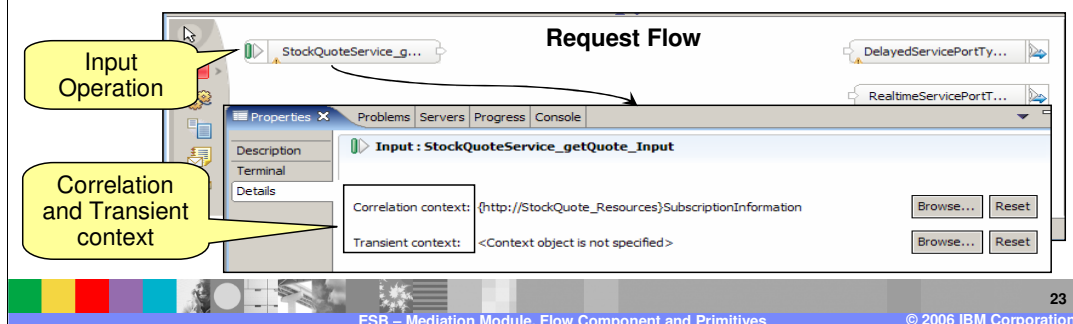 Request Flow
Input
Operation
StockQuoteService_g...
DelayedServicePortTy...
RealtimeServicePortT...
Properties
Problems
Servers
Progress
Console
Description
Terminal
Details
Input : StockQuoteService_getQuote_Input
Correlation
and Transient
context
Correlation context: {http://StockQuote_Resources}SubscriptionInformation Browse... Reset
Transient context: <Context object is not specified> Browse... Reset
23
ESB – Mediation Module, Flow Component and Primitives © 2006 IBM Corporation